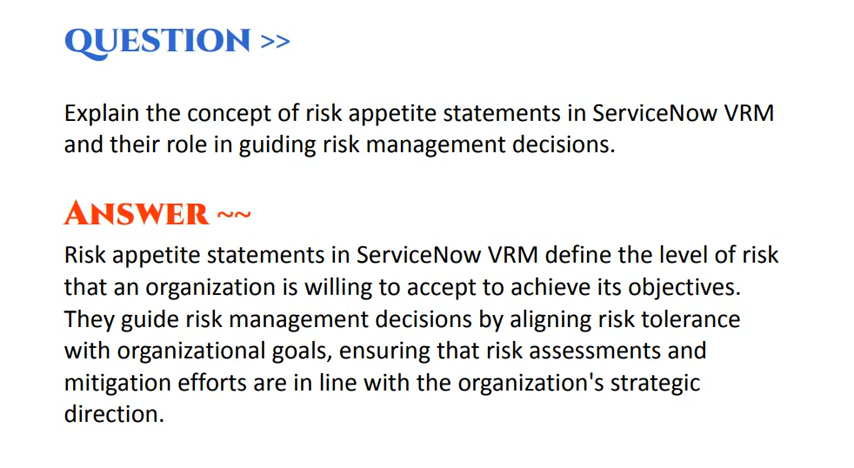 QUESTION >>
Explain the concept of risk appetite statements in ServiceNow VRM
and their role in guiding risk management decisions.
ANSWER ~~
Risk appetite statements in ServiceNow VRM define the level of risk
that an organization is willing to accept to achieve its objectives.
They guide risk management decisions by aligning risk tolerance
with organizational goals, ensuring that risk assessments and
mitigation efforts are in line with the organization's strategic
direction.